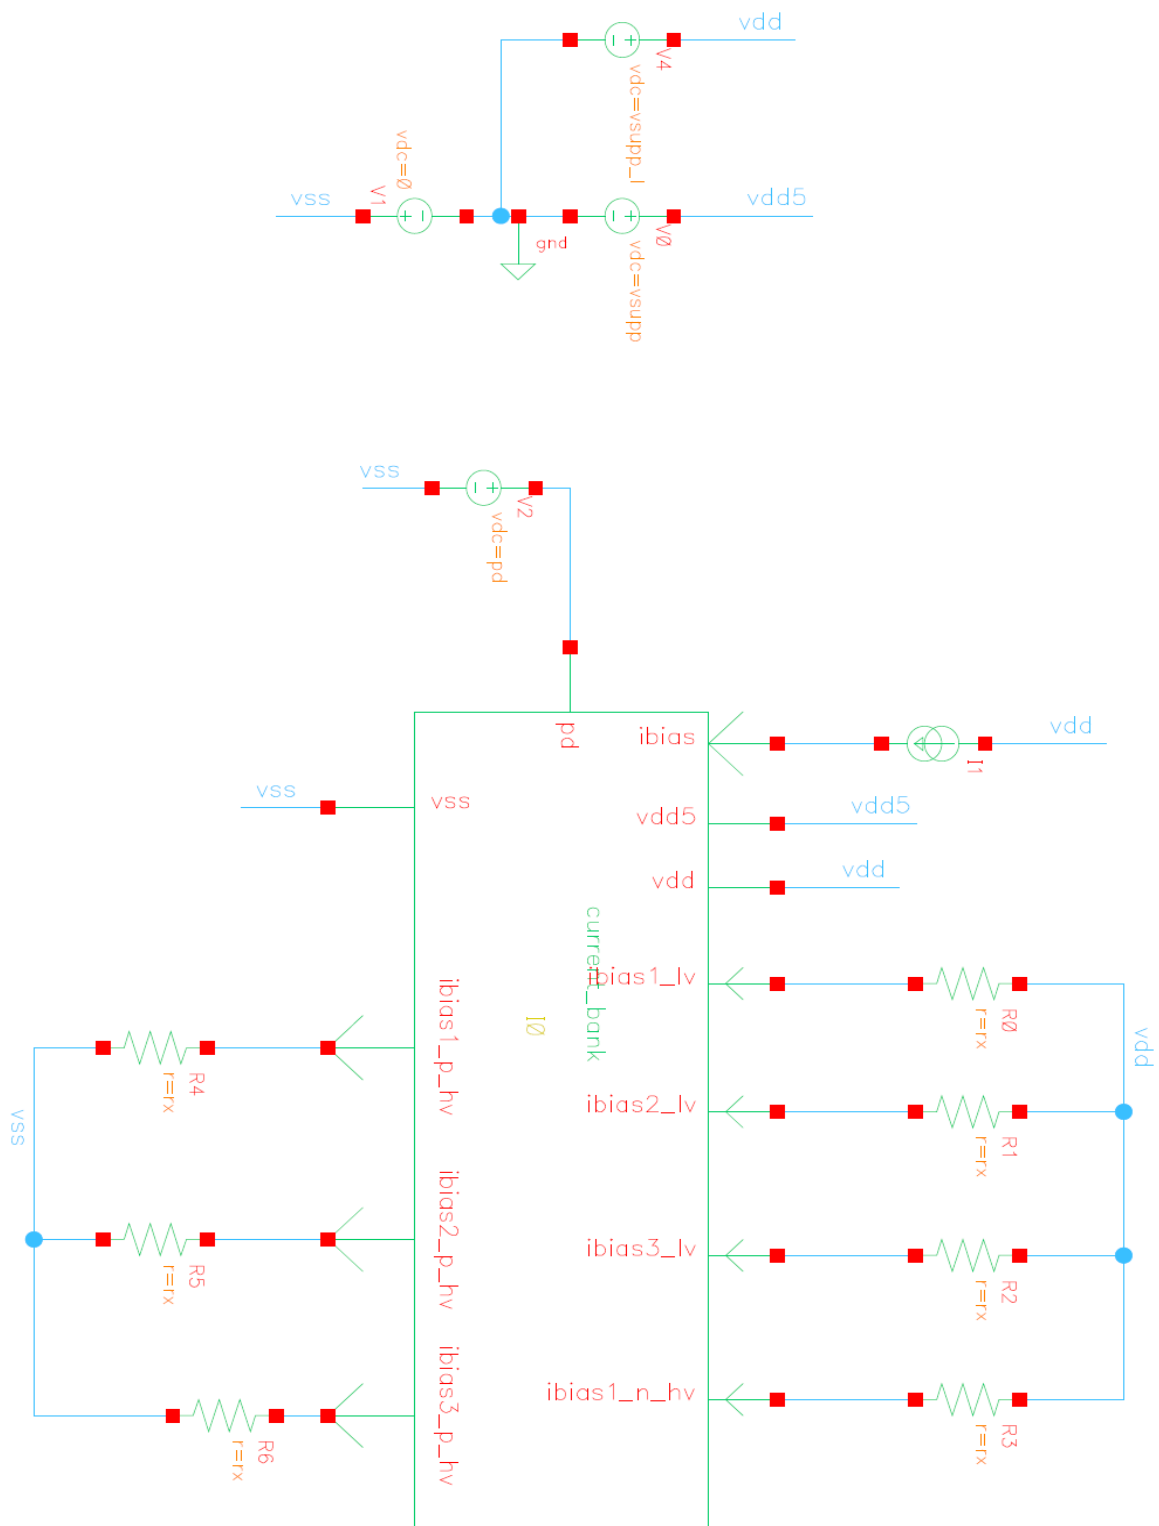 vdd
V4
vdc=vsupp_l
vdc=0
V1
vss
vdd5
gnd
V0
vdc=vsupp
vss
V2
vdc=pd
pd
ibias
vdd
I1
vss
vss
vdd5
vdd5
vdd
vdd
current_bank
I0
ibias1_lv
R0
r=rx
vdd
ibias1_p_hv
R4
r=rx
vss
ibias2_lv
R1
r=rx
ibias2_p_hv
R5
r=rx
ibias3_lv
R2
r=rx
ibias3_p_hv
R6
r=rx
ibias1_n_hv
R3
r=rx